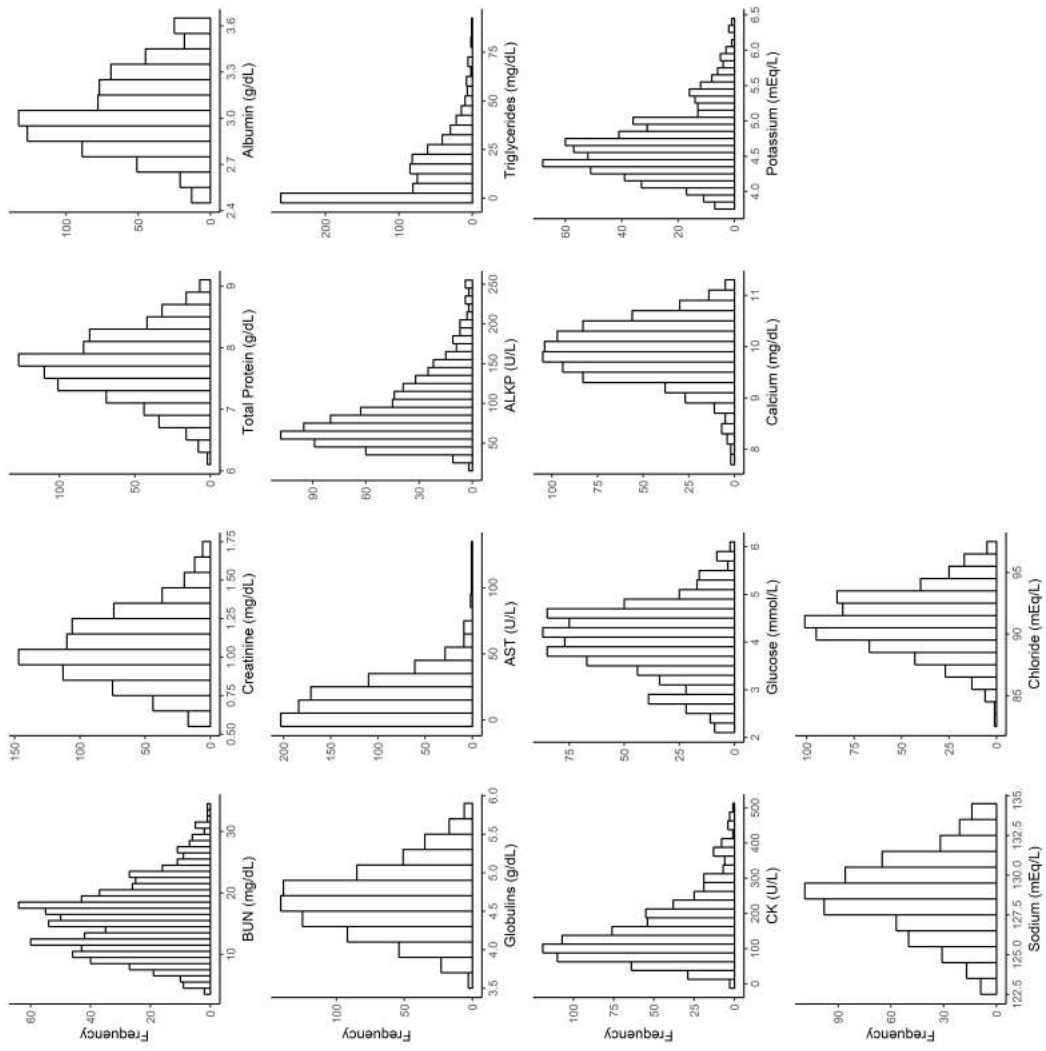 Frequency
60
40
20
0
10 20 30
BUN (mg/dL)
150
100
50
0
0.50 0.75 1.00 1.25 1.50 1.75
Creatinine (mg/dL)
100
50
0
6 7 8 9
Total Protein (g/dL)
100
50
0
2.4 2.7 3.0 3.3 3.6
Albumin (g/dL)
Frequency
100
50
0
3.5 4.0 4.5 5.0 5.5 6.0
Globulins (g/dL)
200
150
100
50
0
0 50 100
AST (U/L)
90
60
30
0
50 100 150 200 250
ALKP (U/L)
200
100
0
0 25 50 75
Triglycerides (mg/dL)
Frequency
100
75
50
25
0
0 100 200 300 400 500
CK (U/L)
75
50
25
0
2 3 4 5 6
Glucose (mmol/L)
100
75
50
25
0
8 9 10 11
Calcium (mg/dL)
60
40
20
0
4.0 4.5 5.0 5.5 6.0 6.5
Potassium (mEq/L)
Frequency
90
60
30
0
122.5 125.0 127.5 130.0 132.5 135.
Sodium (mEq/L)
100
75
50
25
0
85 90 95
Chloride (mEq/L)